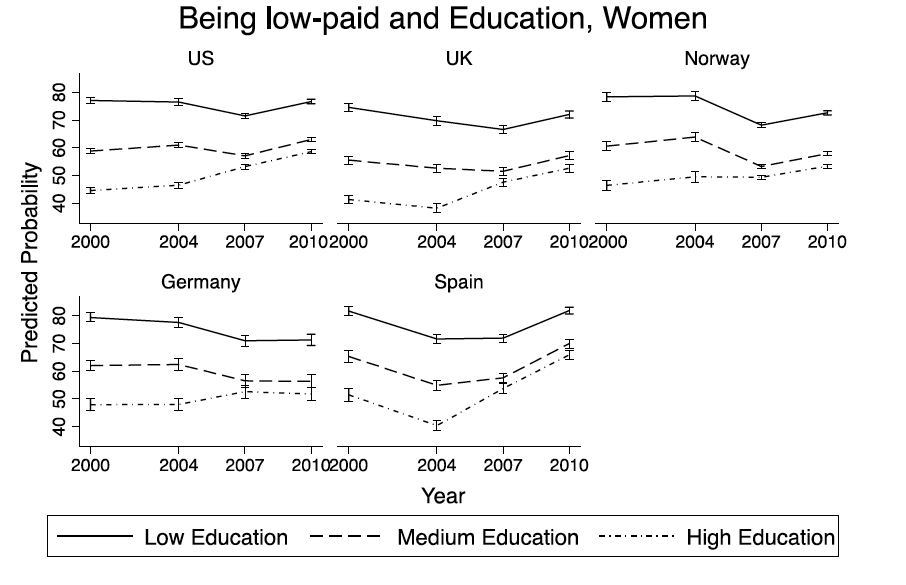 Being low-paid and Education, Women
US
UK
Norway
80
70
60
50
40
2000 2004 2007 2010
2000 2004 2007 2010
2000 2004 2007 2010
Predicted Probability
Germany
Spain
80
70
60
50
40
2000 2004 2007 2010
2000 2004 2007 2010
Year
Low Education
Medium Education
High Education